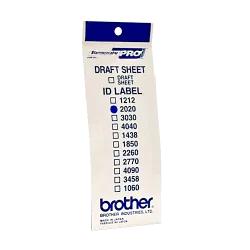 PRO
DRAFT SHEET
DRAFT
SHEET
ID LABEL
1212
2020
3030
4040
1438
1850
2260
2770
4090
3458
1060
brother
BROTHER INDUSTRIES, LTD.